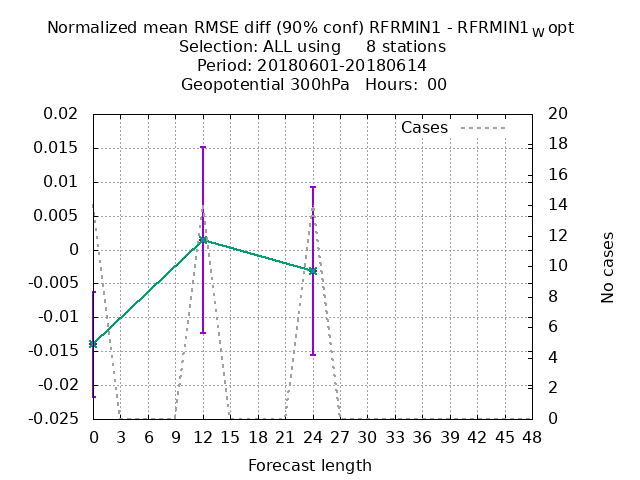 Normalized mean RMSE diff (90% conf) RFRMIN1 - RFRMIN1 W opt
Selection: ALL using 8 stations
Period: 20180601-20180614
Geopotential 300hPa Hours: 00
Cases
0.02
0.015
0.01
0.005
0
-0.005
-0.01
-0.015
-0.02
-0.025
20
18
16
14
12
10
8
6
4
2
0
No cases
0 3 6 9 12 15 18 21 24 27 30 33 36 39 42 45 48
Forecast length